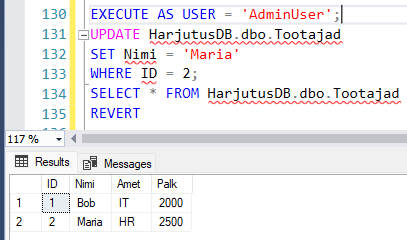 130 EXECUTE AS USER = 'AdminUser';
131 UPDATE HarjutusDB.dbo.Tootajad
132 SET Nimi = 'Maria'
133 WHERE ID = 2;
134 SELECT * FROM HarjutusDB.dbo.Tootajad
135 REVERT
136
117 %
Results Messages
ID Nimi Amet Palk
1 1 Bob IT 2000
2 2 Maria HR 2500